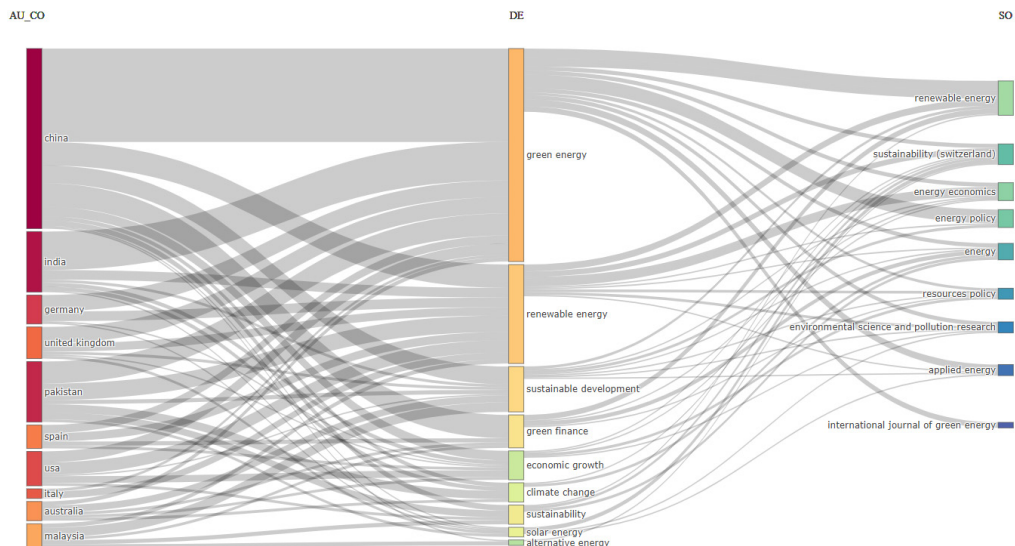 AU_CO
DE
SO
china
india
germany
united kingdom
pakistan
spain
usa
italy
australia
malaysia
green energy
renewable energy
sustainable development
green finance
economic growth
climate change
sustainability
solar energy
alternative energy
renewable energy
sustainability (switzerland)
energy economics
energy policy
energy
resources policy
environmental science and pollution research
applied energy
international journal of green energy